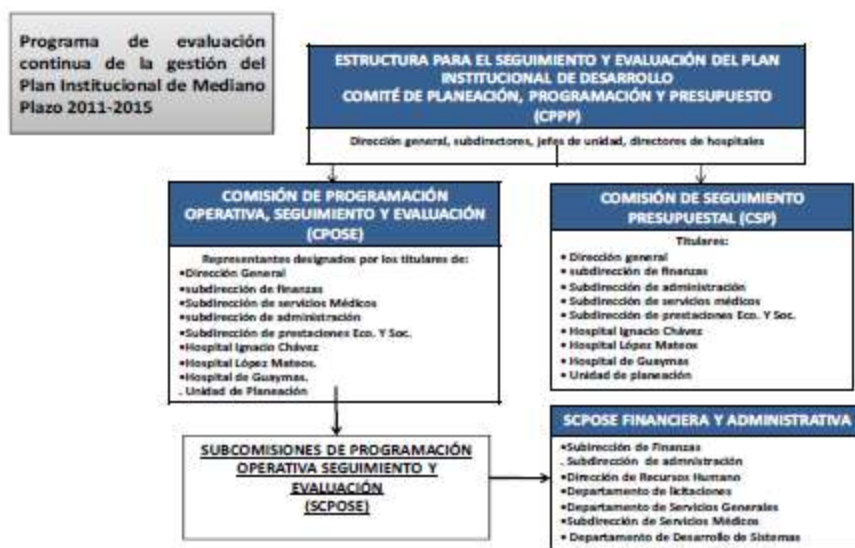 Programa de evaluación
continua de la gestión del
Plan Institucional de Mediano
Plazo 2011-2015
ESTRUCTURA PARA EL SEGUIMIENTO Y EVALUACIÓN DEL PLAN
INSTITUCIONAL DE DESARROLLO
COMITÉ DE PLANEACIÓN, PROGRAMACIÓN Y PRESUPUESTO
(CPPP)
Dirección general, subdirectores, jefes de unidad, directores de hospitales
COMISIÓN DE PROGRAMACIÓN
OPERATIVA, SEGUIMIENTO Y EVALUACIÓN
(CPOSE)
Representantes designados por los titulares de:
•Dirección General
•subdirección de finanzas
•Subdirección de servicios Médicos
•subdirección de administración
•Subdirección de prestaciones Eco. Y Soc.
•Hospital Ignacio Chávez
•Hospital López Mateos.
•Hospital de Guaymas.
. Unidad de Planeación
COMISIÓN DE SEGUIMIENTO
PRESUPUESTAL (CSP)
Titulares:
• Dirección general
• subdirección de finanzas
• Subdirección de administración
• Subdirección de servicios médicos
• Subdirección de prestaciones Eco. Y Soc.
• Hospital Ignacio Chávez
• Hospital López Mateos
• Hospital de Guaymas
• Unidad de planeación
SUBCOMISIONES DE PROGRAMACIÓN
OPERATIVA SEGUIMIENTO Y
EVALUACIÓN
(SCPOSE)
SCPOSE FINANCIERA Y ADMINISTRATIVA
•Subirección de Finanzas
. Subdirección de admnistración
•Dirección de Recursos Humano
•Departamento de licitaciones
•Departamento de Servicios Generales
•Subdirección de Servicios Médicos
• Departamento de Desarrollo de Sistemas